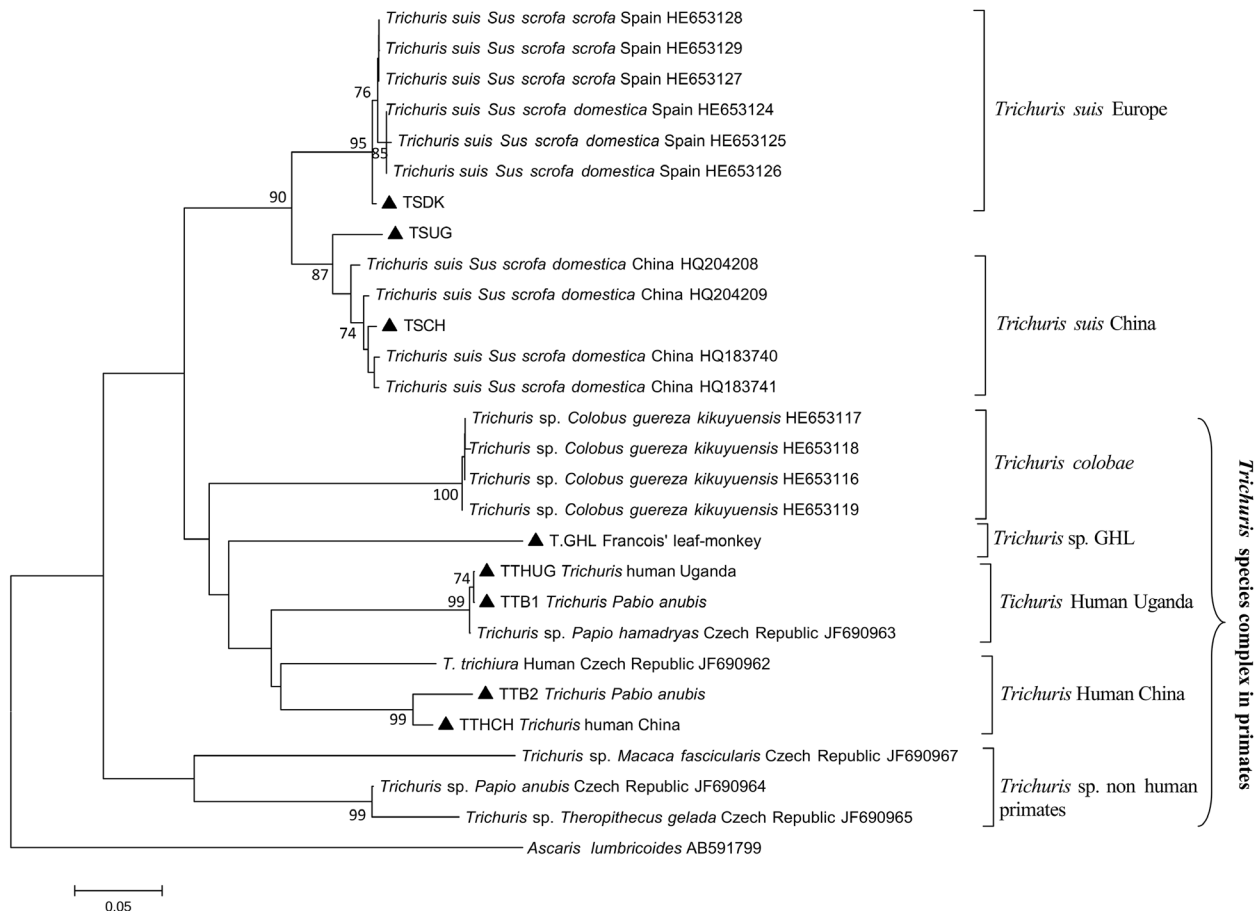 Trichuris suis Sus scrofa scrofa Spain HE653128
Trichuris suis Sus scrofa scrofa Spain HE653129
Trichuris suis Sus scrofa scrofa Spain HE653127
76
Trichuris suis Sus scrofa domestica Spain HE653124
Trichuris suis Europe
95
85
Trichuris suis Sus scrofa domestica Spain HE653125
Trichuris suis Sus scrofa domestica Spain HE653126
90
▲ TSDK
▲ TSUG
87
Trichuris suis Sus scrofa domestica China HQ204208
Trichuris suis Sus scrofa domestica China HQ204209
74
▲ TSCH
Trichuris suis China
Trichuris suis Sus scrofa domestica China HQ183740
Trichuris suis Sus scrofa domestica China HQ183741
Trichuris sp. Colobus guereza kikuyuensis HE653117
Trichuris sp. Colobus guereza kikuyuensis HE653118
Trichuris colobae
100
Trichuris sp. Colobus guereza kikuyuensis HE653116
Trichuris sp. Colobus guereza kikuyuensis HE653119
▲ T.GHL Francois' leaf-monkey
Trichuris sp. GHL
74
▲ TTHUG Trichuris human Uganda
99
▲ TTB1 Trichuris Pabio anubis
Tichuris Human Uganda
Trichuris sp. Papio hamadryas Czech Republic JF690963
T. trichiura Human Czech Republic JF690962
▲ TTB2 Trichuris Pabio anubis
Trichuris Human China
99
▲ TTHCH Trichuris human China
Trichuris sp. Macaca fascicularis Czech Republic JF690967
Trichuris sp. Papio anubis Czech Republic JF690964
Trichuris sp. non human
primates
99
Trichuris sp. Theropithecus gelada Czech Republic JF690965
Trichuris species complex in primates
Ascaris lumbricoides AB591799
0.05